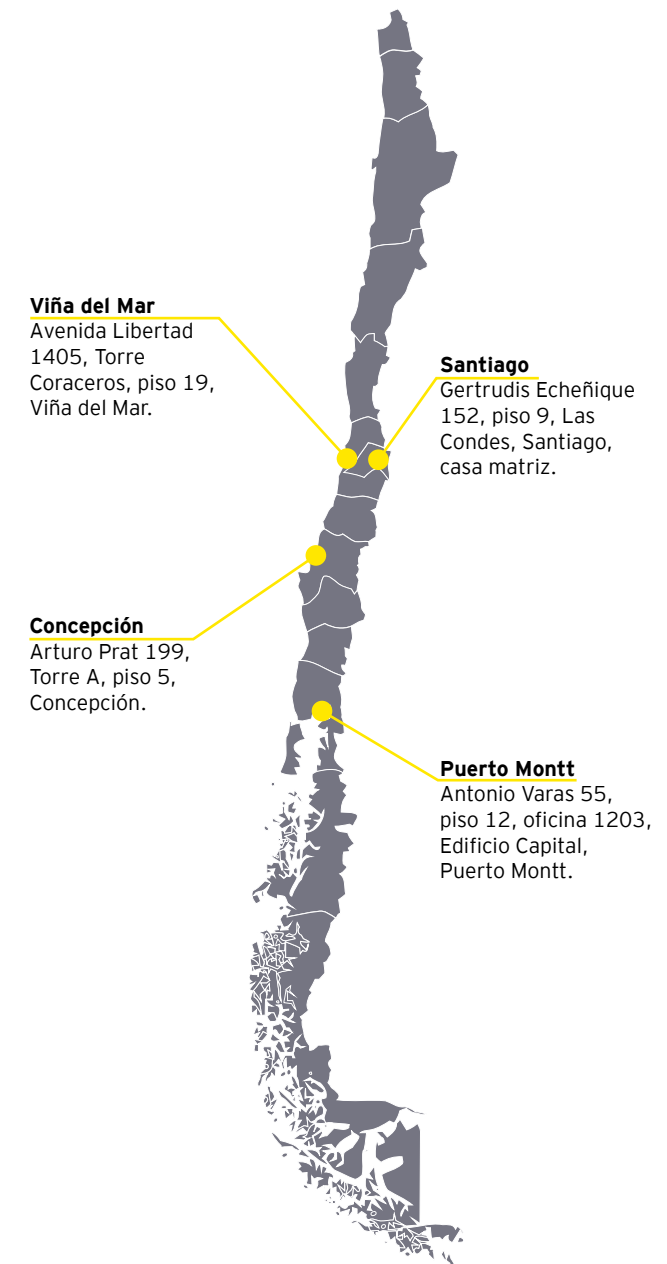 Viña del Mar
Avenida Libertad
1405, Torre
Coraceros, piso 19,
Viña del Mar.
Santiago
Gertrudis Echeñique
152, piso 9, Las
Condes, Santiago,
casa matriz.
Concepción
Arturo Prat 199,
Torre A, piso 5,
Concepción.
Puerto Montt
Antonio Varas 55,
piso 12, oficina 1203,
Edificio Capital,
Puerto Montt.